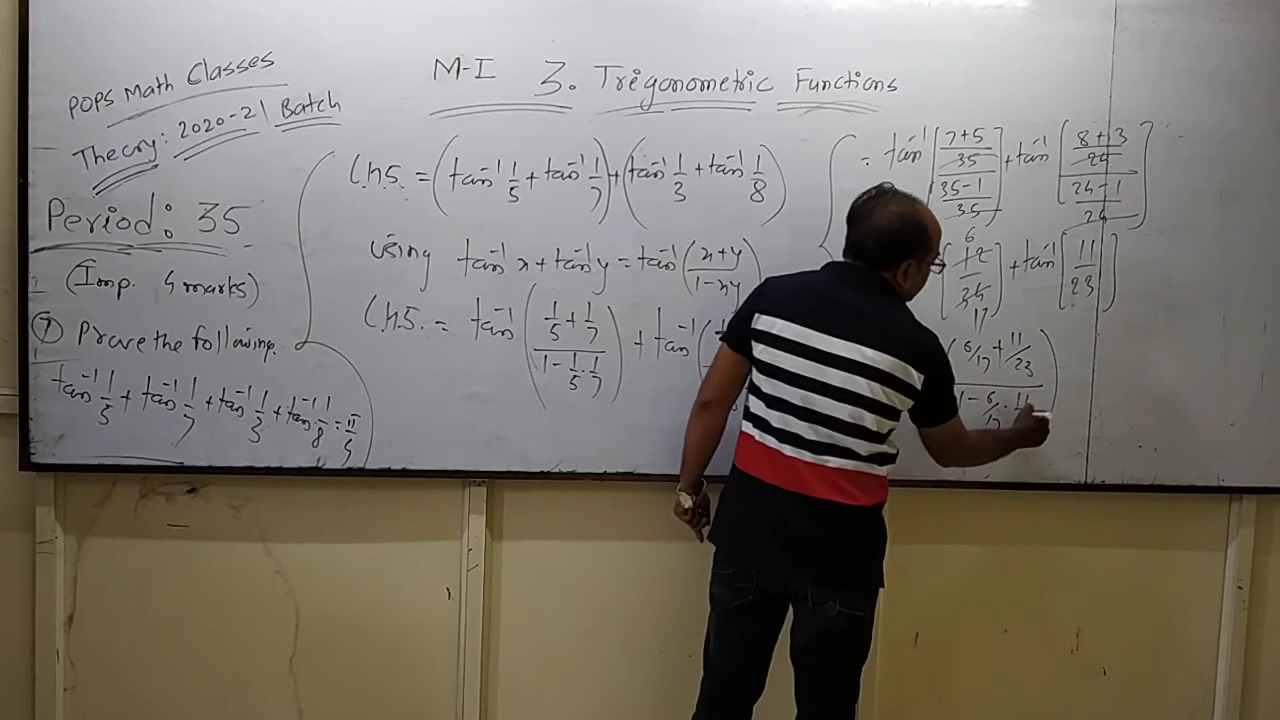 POPS Math Classes
Theory: 2020-21 Batch
Period: 35
(Imp. 4 marks)
⑦ Prove the following.
tan⁻¹ 1/5 + tan⁻¹ 1/7 + tan⁻¹ 1/3 + tan⁻¹ 1/8 = π/4
M-I 3. Trigonometric Functions
L.h.S. = (tan⁻¹ 1/5 + tan⁻¹ 1/7) + (tan⁻¹ 1/3 + tan⁻¹ 1/8)
using tan⁻¹x + tan⁻¹y = tan⁻¹ ((x+y)/(1-xy))
L.h.S. = tan⁻¹ ((1/5 + 1/7)/(1 - 1/5 · 1/7)) + tan⁻¹
= tan⁻¹ [((7+5)/35)/((35-1)/35)] + tan⁻¹ [((8+3)/24)/((24-1)/24)]
[12/34] 6 17 + tan⁻¹ [11/23]
((6/17 + 11/23)/(1 - 6/17 · 11